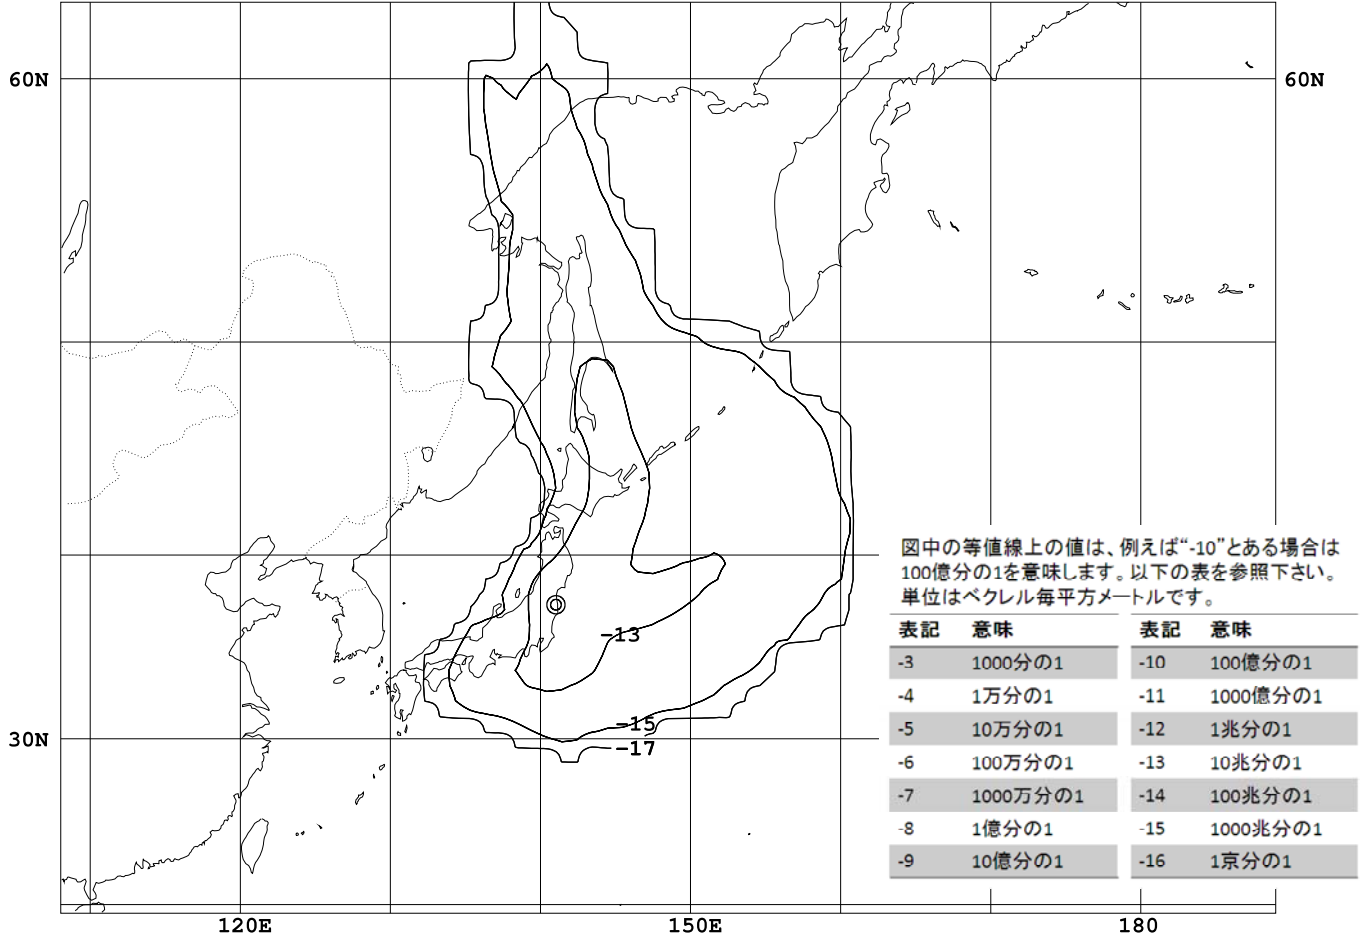 60N
60N
-13
-15
-17
30N
120E
150E
180
図中の等値線上の値は、例えば“-10”とある場合は
100億分の1を意味します。以下の表を参照下さい。
単位はベクレル毎平方メートルです。
表記 意味 表記 意味
-3 1000分の1 -10 100億分の1
-4 1万分の1 -11 1000億分の1
-5 10万分の1 -12 1兆分の1
-6 100万分の1 -13 10兆分の1
-7 1000万分の1 -14 100兆分の1
-8 1億分の1 -15 1000兆分の1
-9 10億分の1 -16 1京分の1